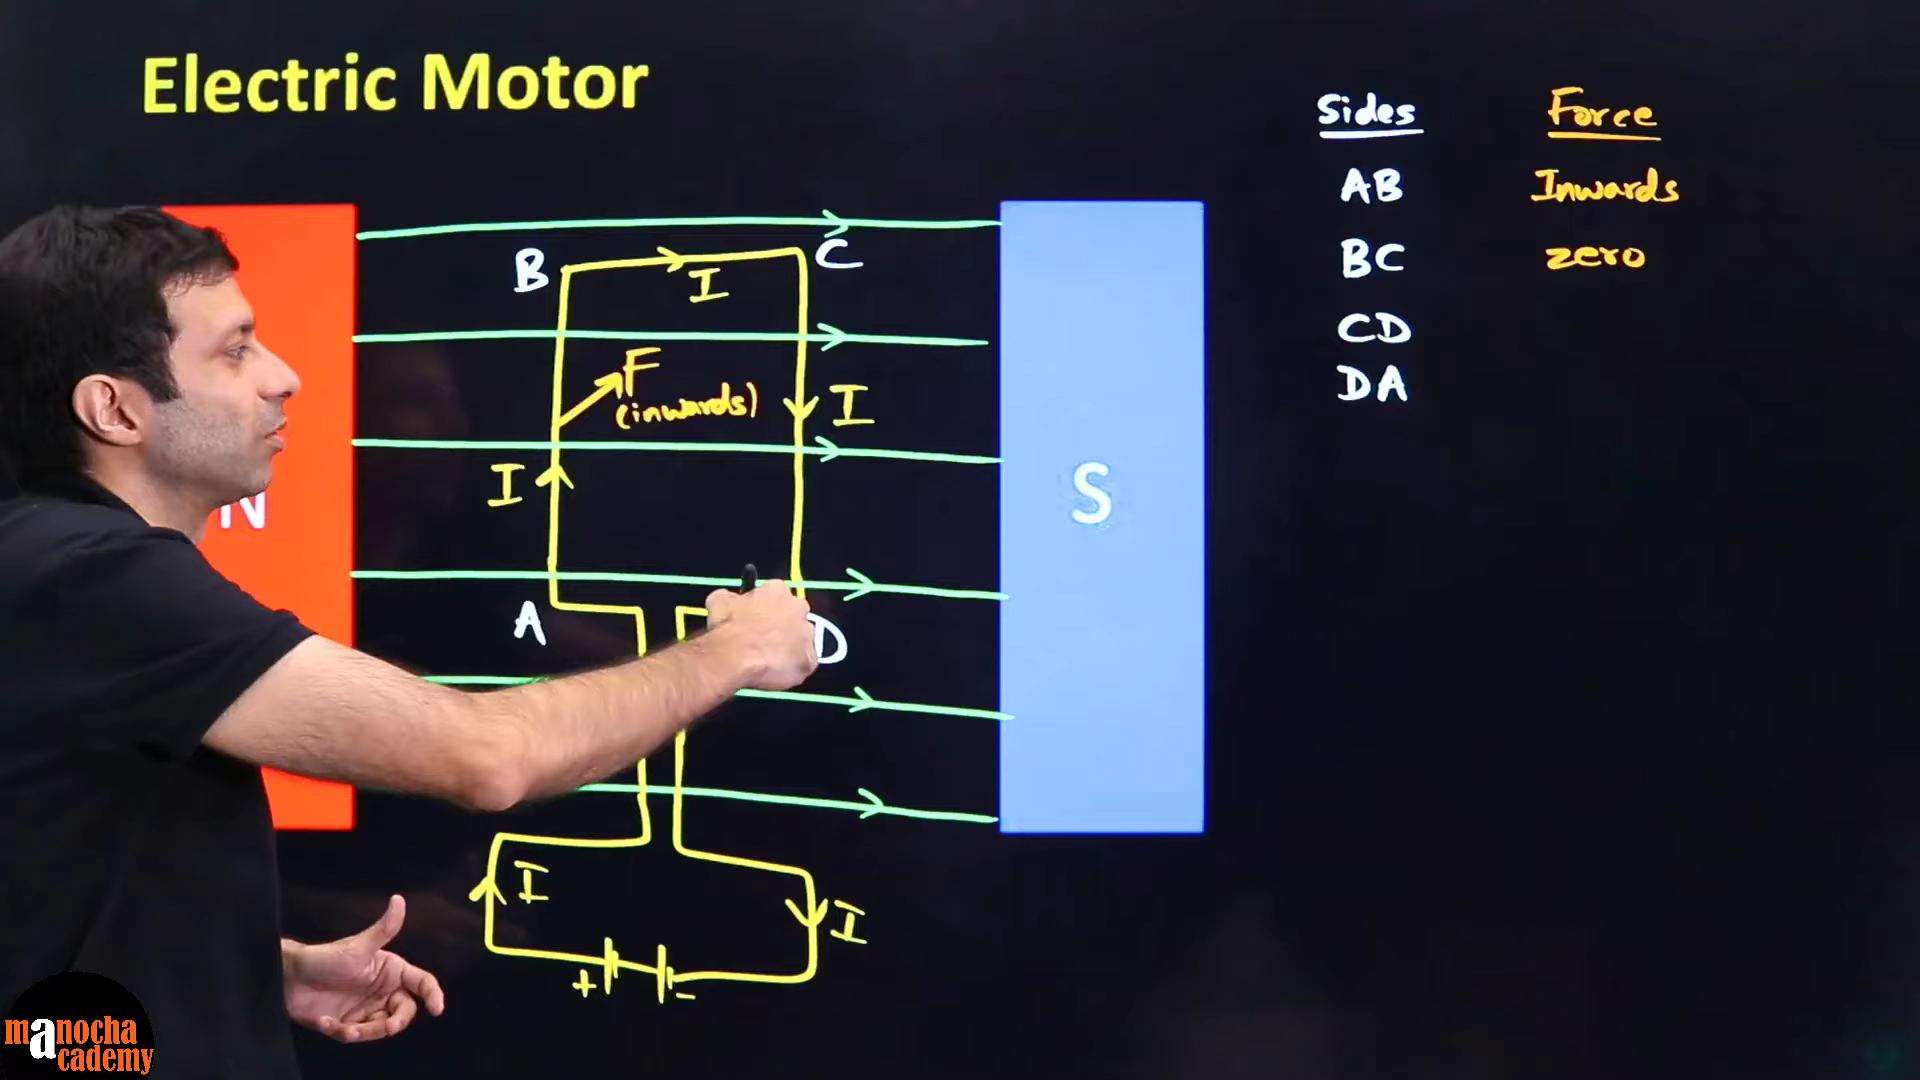 Electric Motor
Sides Force
AB Inwards
BC zero
CD
DA
B
C
I
F
(inwards)
I
I
N
S
A
D
I
I
+
-
manocha
academy